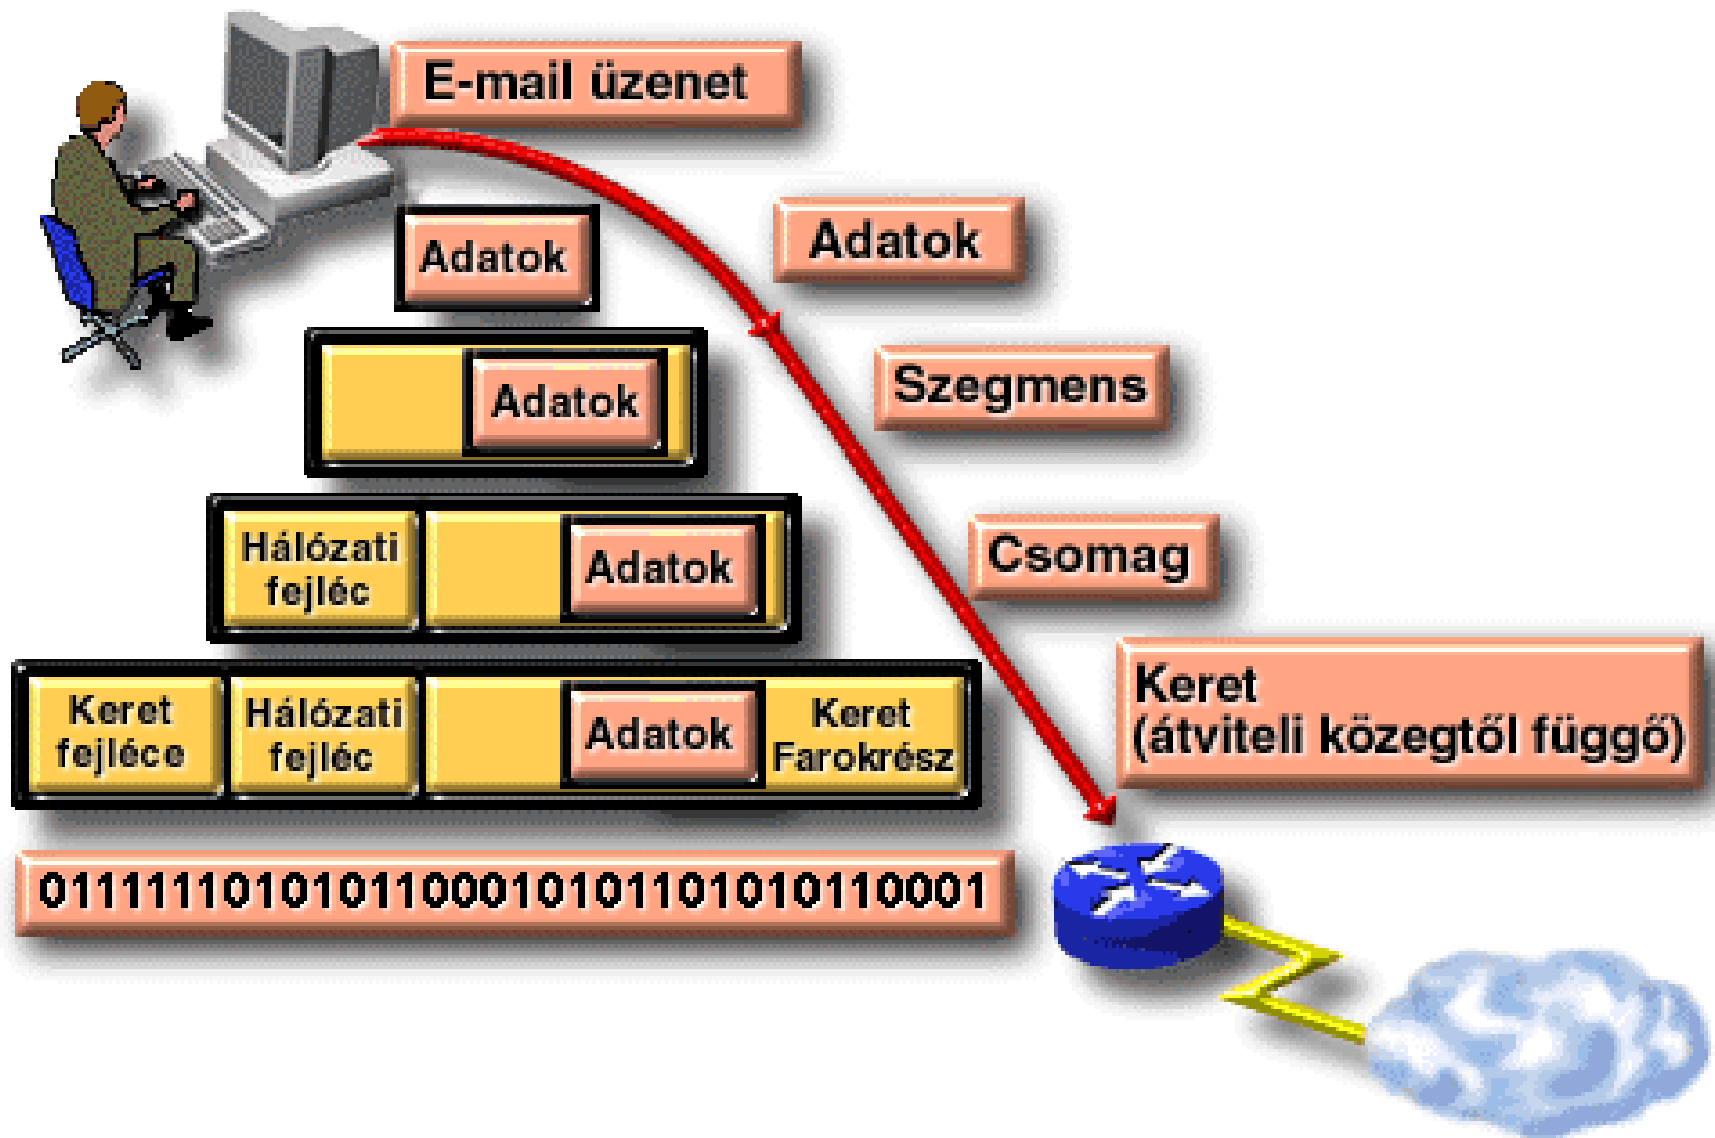 E-mail üzenet
Adatok
Adatok
Adatok
Szegmens
Hálózati
fejléc
Adatok
Csomag
Keret
fejléce
Hálózati
fejléc
Adatok
Keret
Farokrész
Keret
(átviteli közegtől függő)
0111111010101100010101101010110001